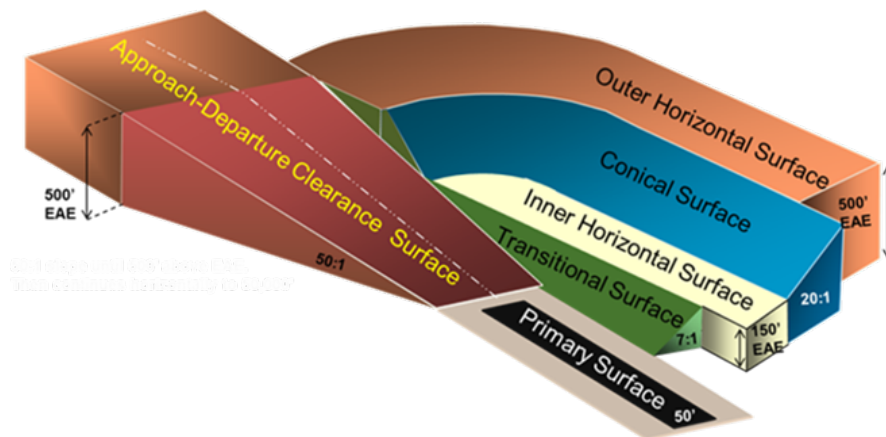 Approach-Departure Clearance Surface
Outer Horizontal Surface
Conical Surface
Inner Horizontal Surface
Transitional Surface
Primary Surface
500’
EAE
50:1
500’
EAE
20:1
150’
EAE
7:1
50’